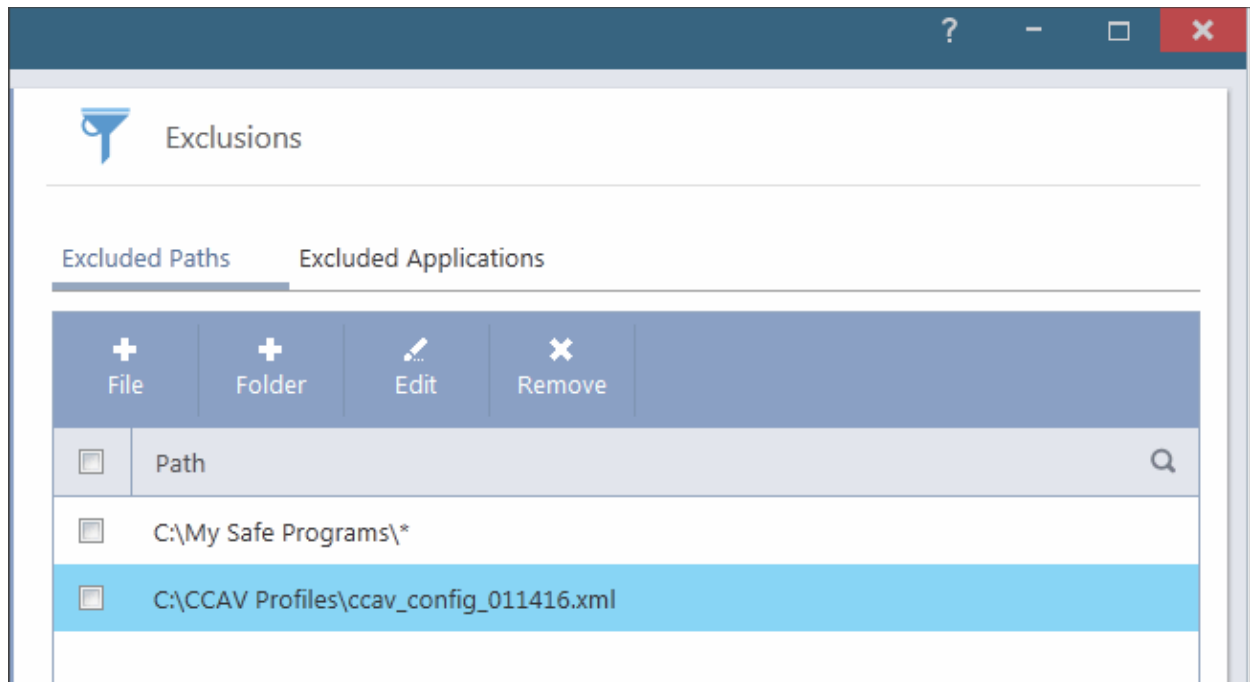 ?
Exclusions
Excluded Paths Excluded Applications
File Folder Edit Remove
Path
C:\My Safe Programs\*
C:\CCAV Profiles\ccav_config_011416.xml